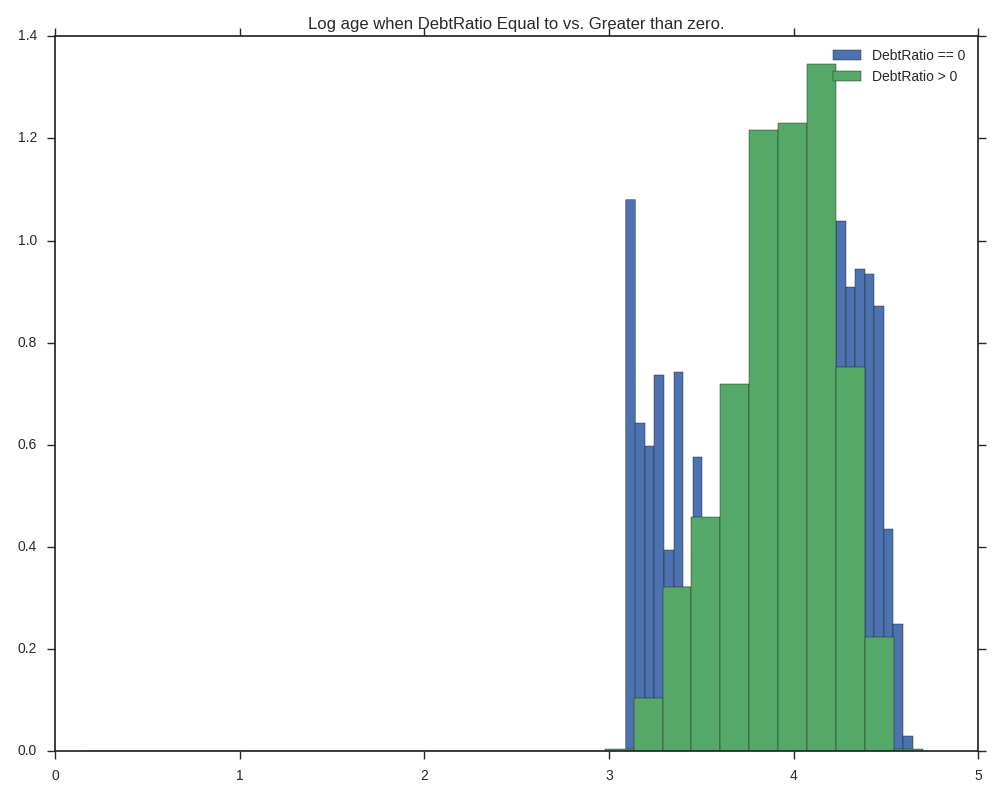 Log age when DebtRatio Equal to vs. Greater than zero.
1.4
1.2
1.0
0.8
0.6
0.4
0.2
0.0
0 1 2 3 4 5
DebtRatio == 0
DebtRatio > 0